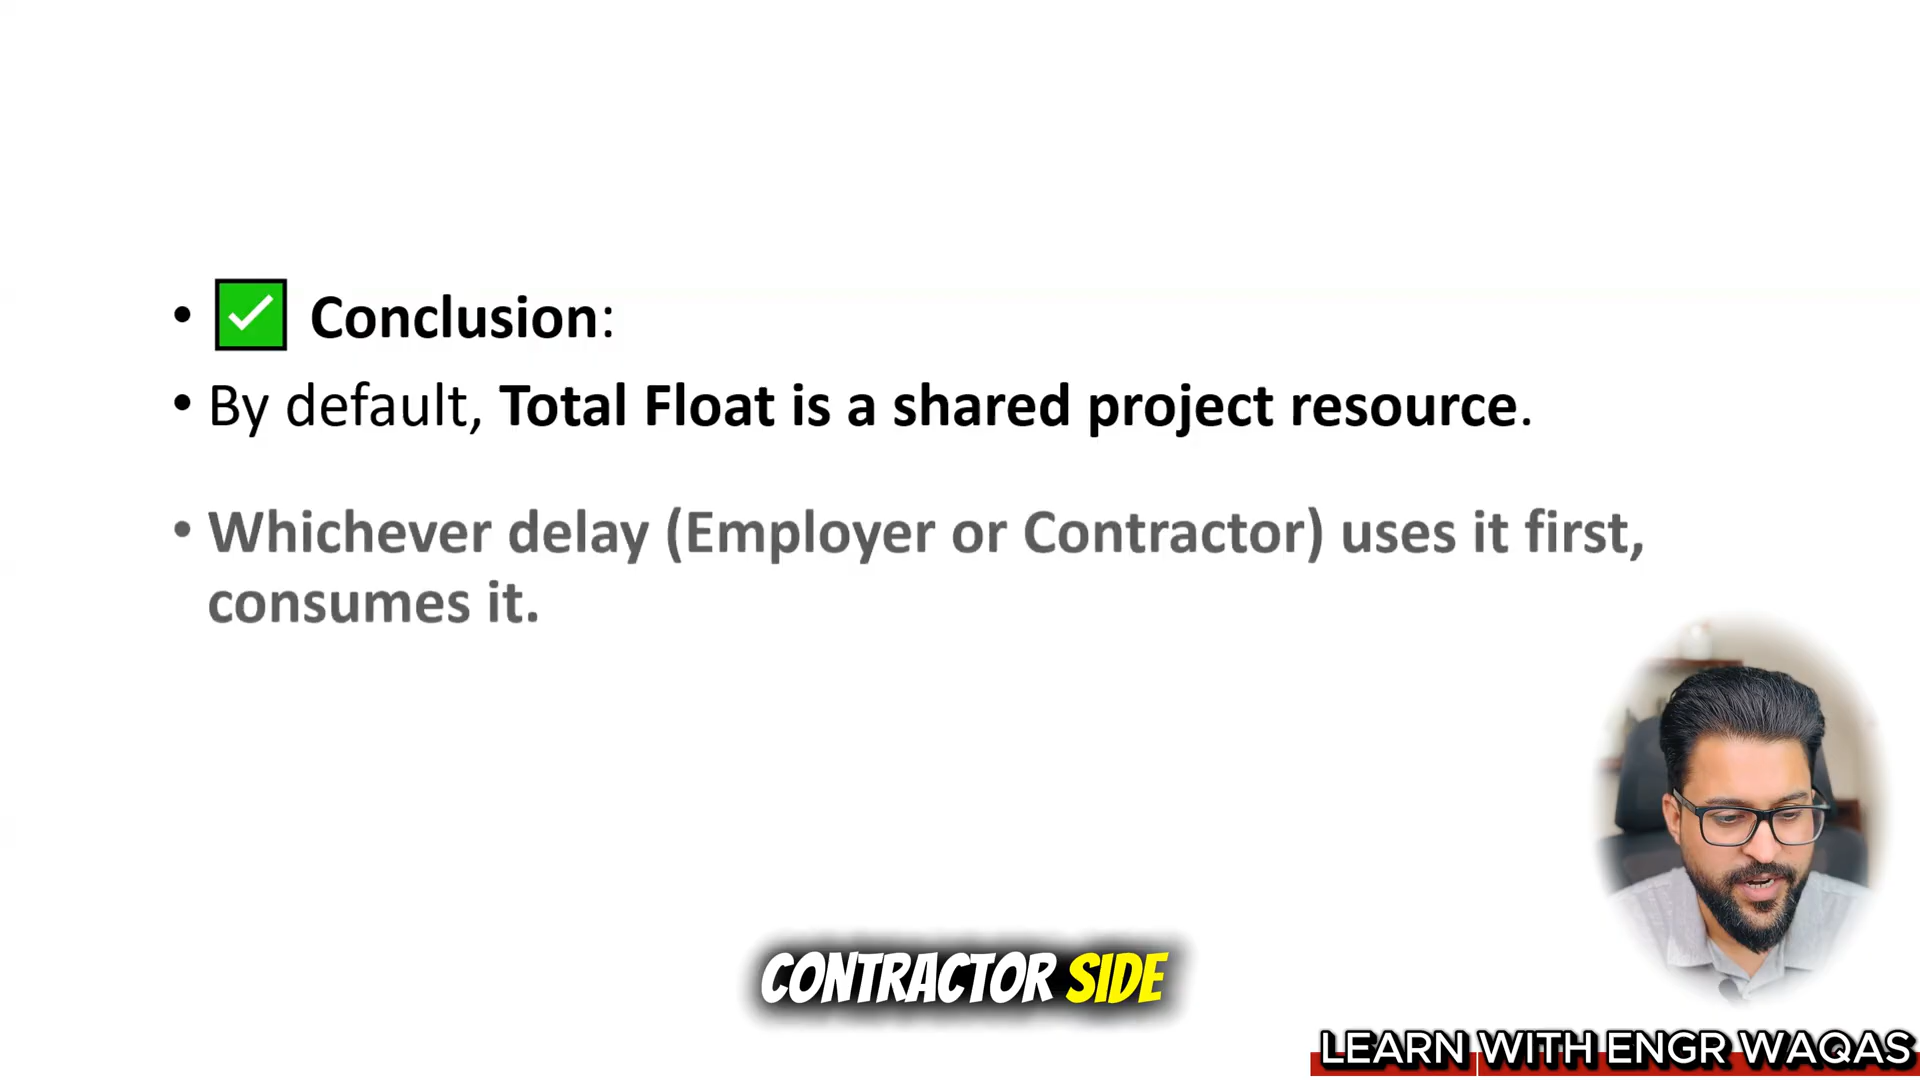 • ✅ Conclusion:
• By default, Total Float is a shared project resource.
• Whichever delay (Employer or Contractor) uses it first,
consumes it.
CONTRACTOR SIDE
LEARN WITH ENGR WAQAS